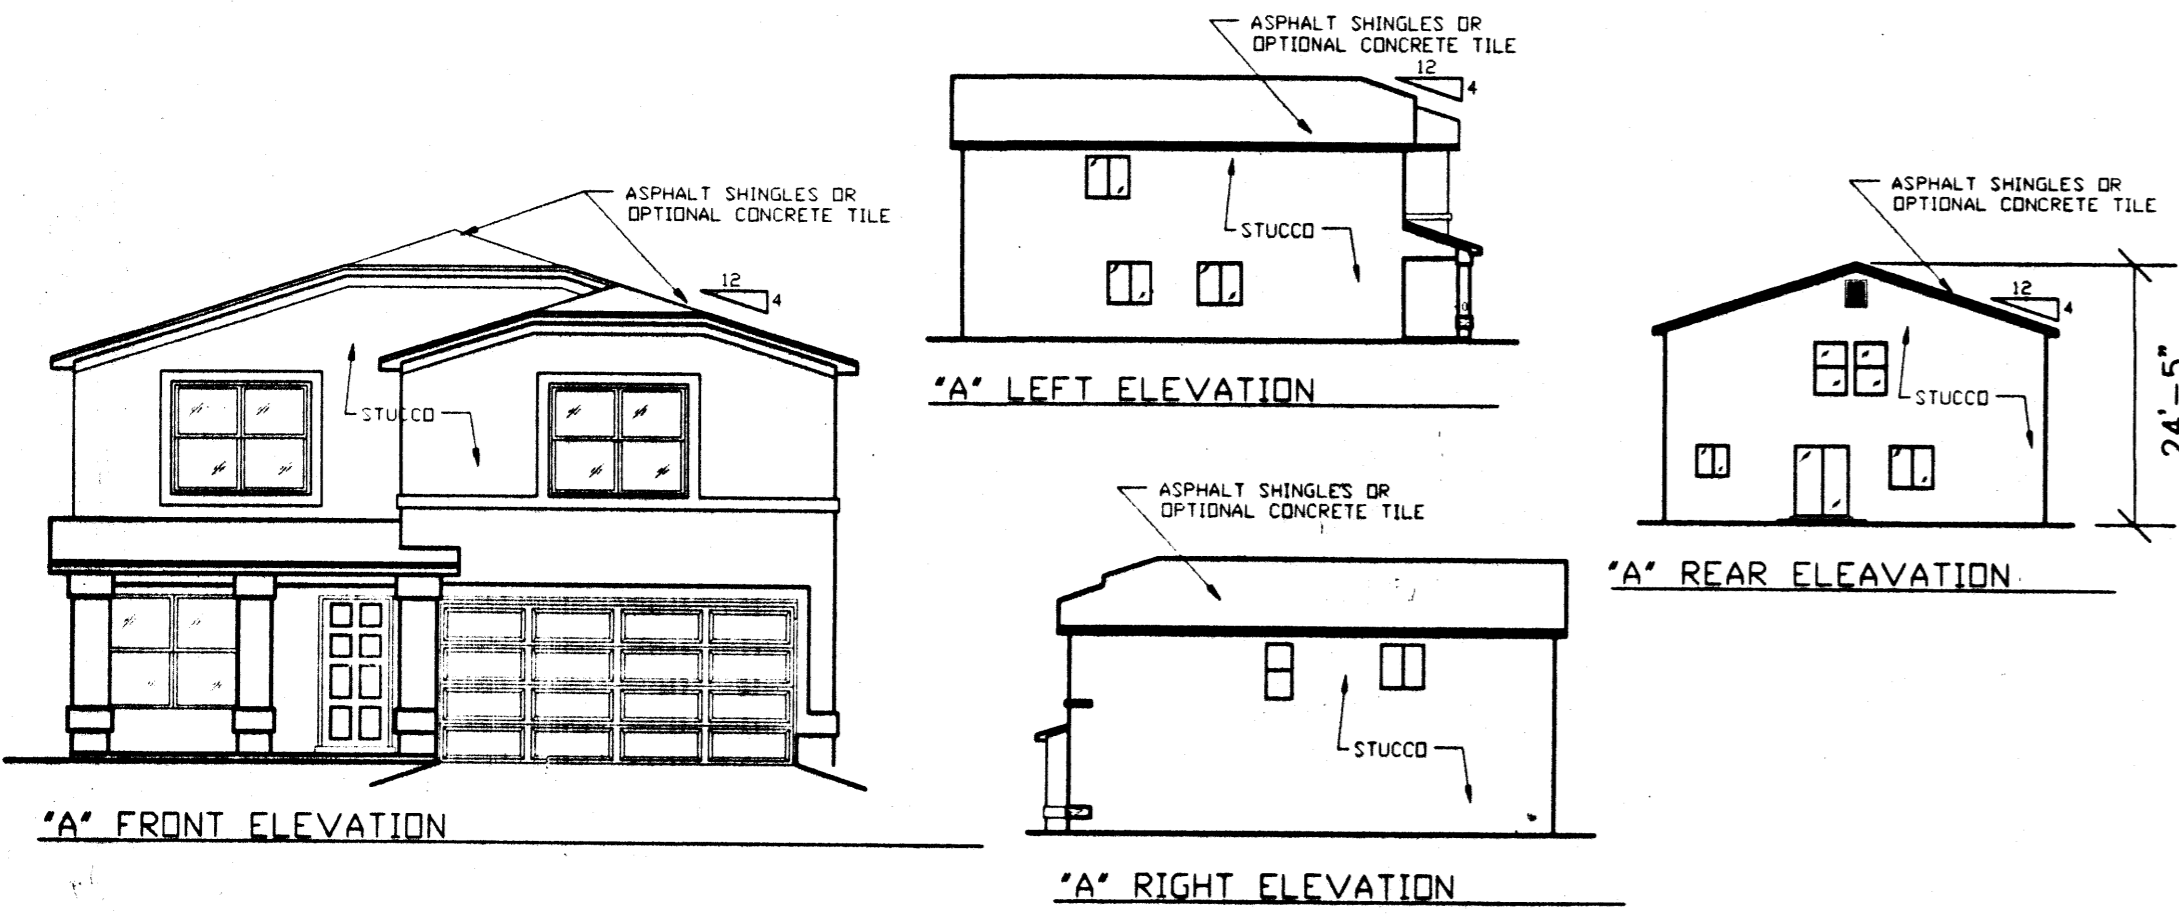 ASPHALT SHINGLES OR
OPTIONAL CONCRETE TILE
12
4
STUCCO
"A" FRONT ELEVATION
ASPHALT SHINGLES OR
OPTIONAL CONCRETE TILE
12
4
STUCCO
"A" LEFT ELEVATION
ASPHALT SHINGLES OR
OPTIONAL CONCRETE TILE
STUCCO
"A" RIGHT ELEVATION
ASPHALT SHINGLES OR
OPTIONAL CONCRETE TILE
12
4
STUCCO
24'-5"
"A" REAR ELEAVATION